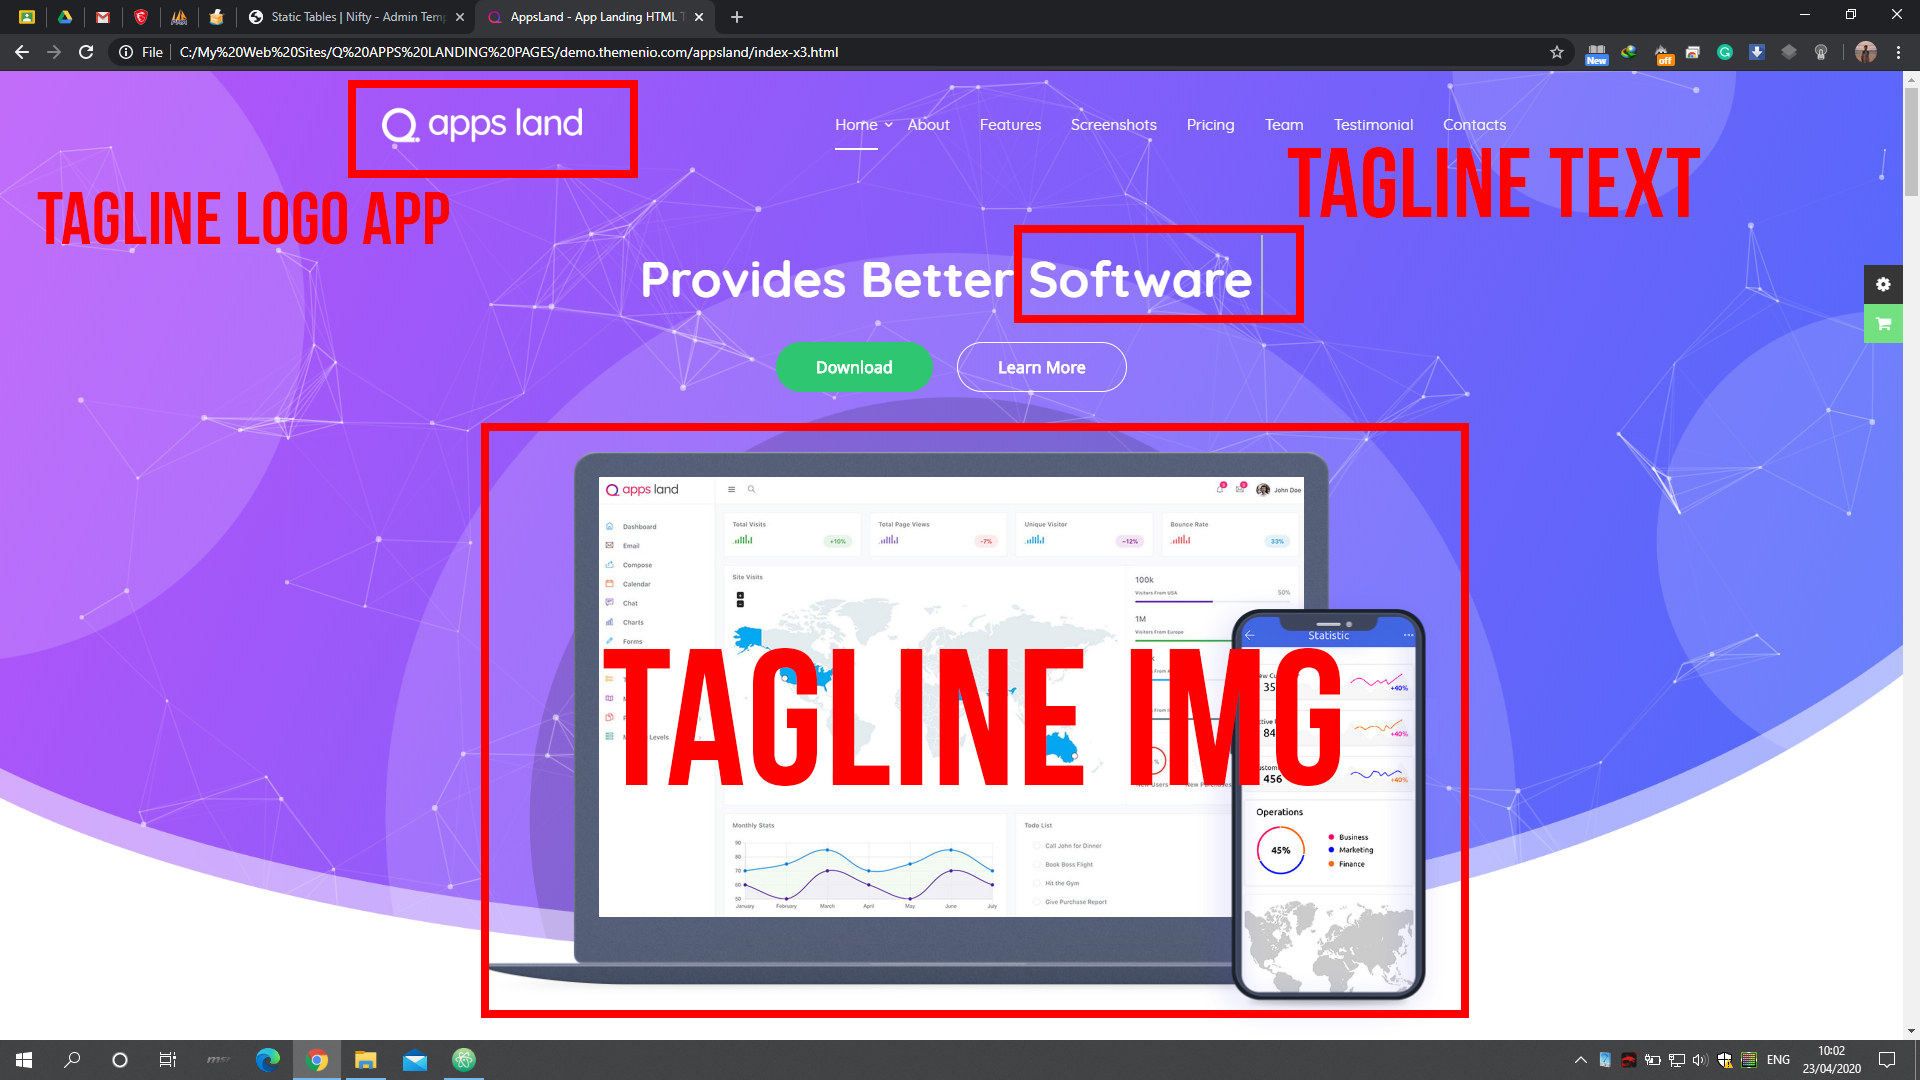 Static Tables | Nifty - Admin Temp
AppsLand - App Landing HTML T
File
C:/My%20Web%20Sites/Q%20APPS%20LANDING%20PAGES/demo.themenio.com/appsland/index-x3.html
New
off
apps land
Home
About
Features
Screenshots
Pricing
Team
Testimonial
Contacts
TAGLINE TEXT
TAGLINE LOGO APP
Provides Better Software
Download
Learn More
apps land
John Doe
Dashboard
Email
Compose
Calendar
Chat
Charts
Forms
Levels
Total Visits
+10%
Total Page Views
-7%
Unique Visitor
~12%
Bounce Rate
33%
Site Visits
+
-
100k
Visitors From USA
50%
1M
Visitors From Europe
TAGLINE IMG
Monthly Stats
90
80
70
60
50
January
February
March
April
May
June
July
Todo List
Call John for Dinner
Book Boss Flight
Hit the Gym
Give Purchase Report
Statistic
35
+40%
84
+40%
456
+40%
Operations
45%
Business
Marketing
Finance
msi
ENG
10:02
23/04/2020